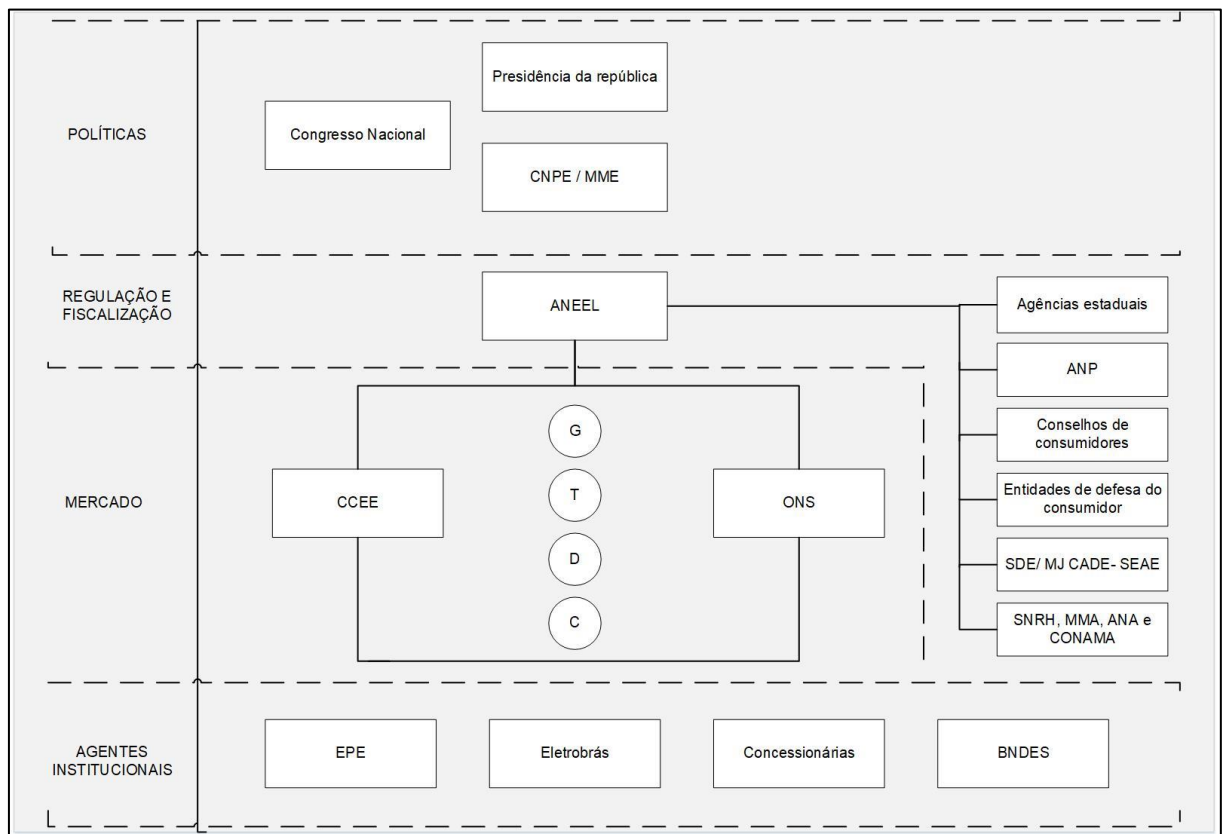 POLÍTICAS
Presidência da república
Congresso Nacional
CNPE / MME
REGULAÇÃO E
FISCALIZAÇÃO
ANEEL
Agências estaduais
ANP
Conselhos de
consumidores
Entidades de defesa do
consumidor
SDE/ MJ CADE- SEAE
SNRH, MMA, ANA e
CONAMA
MERCADO
CCEE
G
T
D
C
ONS
AGENTES
INSTITUCIONAIS
EPE
Eletrobrás
Concessionárias
BNDES